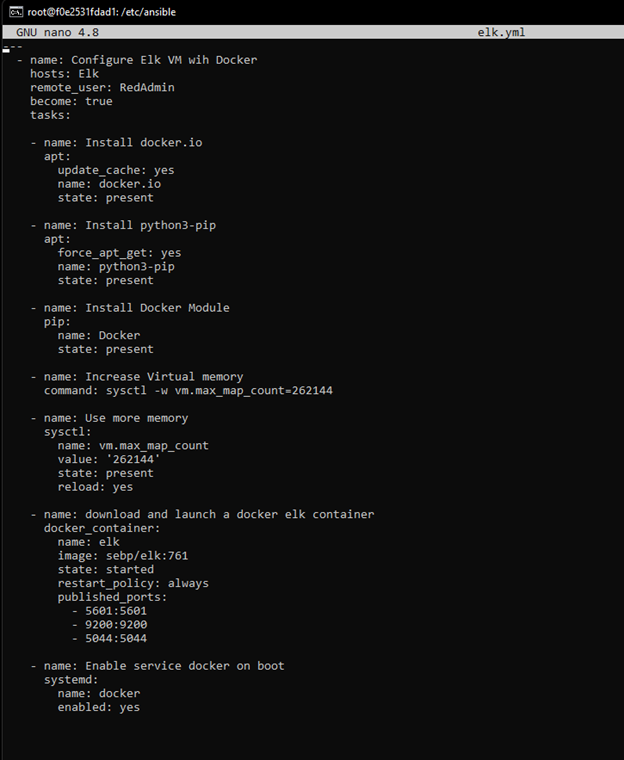 root@f0e2531fdad1: /etc/ansible
GNU nano 4.8 elk.yml
---
- name: Configure Elk VM wih Docker
hosts: Elk
remote_user: RedAdmin
become: true
tasks:
- name: Install docker.io
apt:
update_cache: yes
name: docker.io
state: present
- name: Install python3-pip
apt:
force_apt_get: yes
name: python3-pip
state: present
- name: Install Docker Module
pip:
name: Docker
state: present
- name: Increase Virtual memory
command: sysctl -w vm.max_map_count=262144
- name: Use more memory
sysctl:
name: vm.max_map_count
value: '262144'
state: present
reload: yes
- name: download and launch a docker elk container
docker_container:
name: elk
image: sebp/elk:761
state: started
restart_policy: always
published_ports:
- 5601:5601
- 9200:9200
- 5044:5044
- name: Enable service docker on boot
systemd:
name: docker
enabled: yes